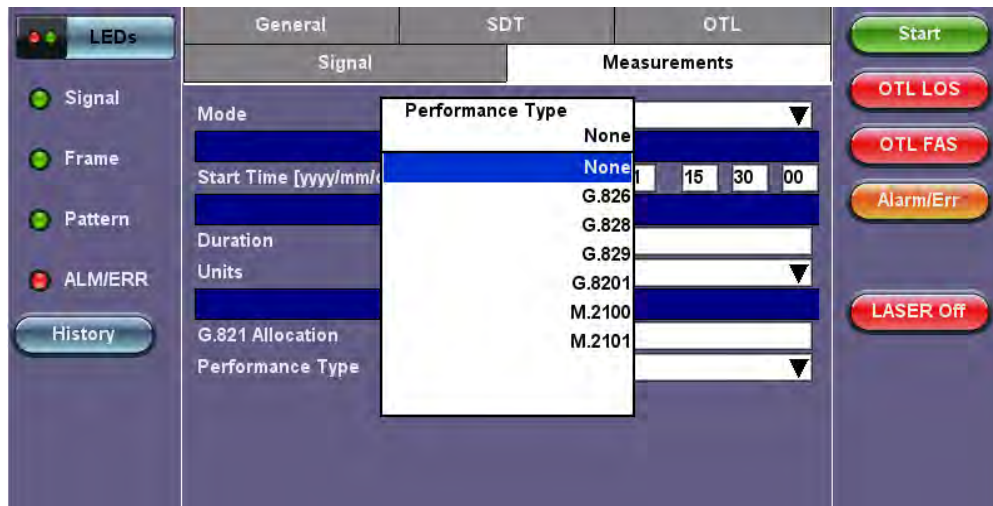 LEDs
General
SDT
OTL
Start
Signal
Measurements
Signal
Frame
Pattern
ALM/ERR
History
Mode
Start Time [yyyy/mm/
15 30 00
Duration
Units
G.821 Allocation
Performance Type
Performance Type
None
None
G.826
G.828
G.829
G.8201
M.2100
M.2101
OTL LOS
OTL FAS
Alarm/Err
LASER Off